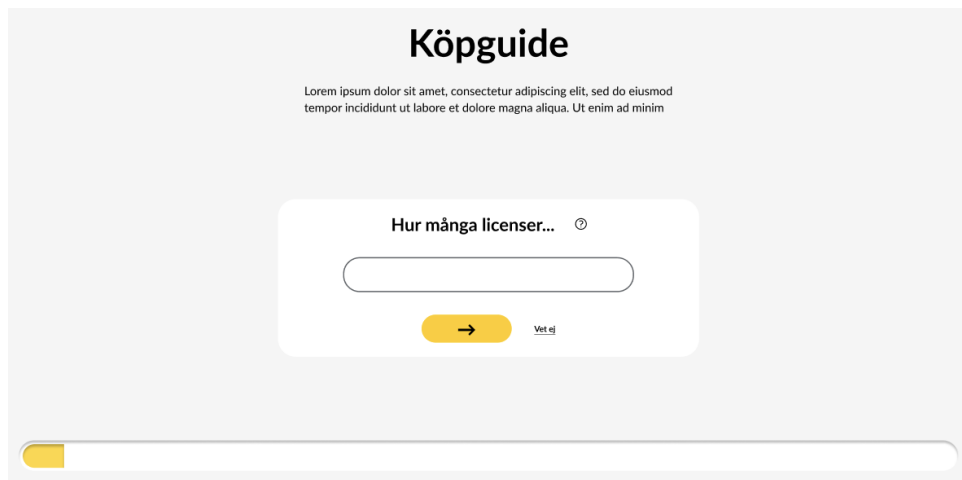 Köpguide
Lorem ipsum dolor sit amet, consectetur adipiscing elit, sed do eiusmod
tempor incididunt ut labore et dolore magna aliqua. Ut enim ad minim
Hur många licenser... ?
→ Vet ej